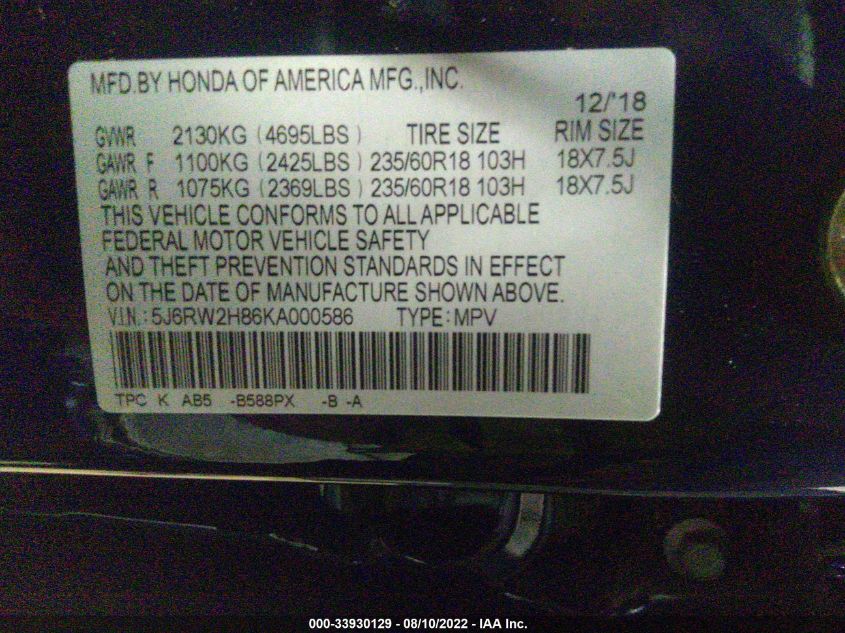 MFD.BY HONDA OF AMERICA MFG.,INC.
12/'18
GVWR 2130KG (4695LBS) TIRE SIZE RIM SIZE
GAWR F 1100KG (2425LBS) 235/60R18 103H 18X7.5J
GAWR R 1075KG (2369LBS) 235/60R18 103H 18X7.5J
THIS VEHICLE CONFORMS TO ALL APPLICABLE
FEDERAL MOTOR VEHICLE SAFETY
AND THEFT PREVENTION STANDARDS IN EFFECT
ON THE DATE OF MANUFACTURE SHOWN ABOVE.
V.I.N.: 5J6RW2H86KA000586 TYPE: MPV
TPC K AB5 -B588PX -B -A
000-33930129 - 08/10/2022 - IAA Inc.